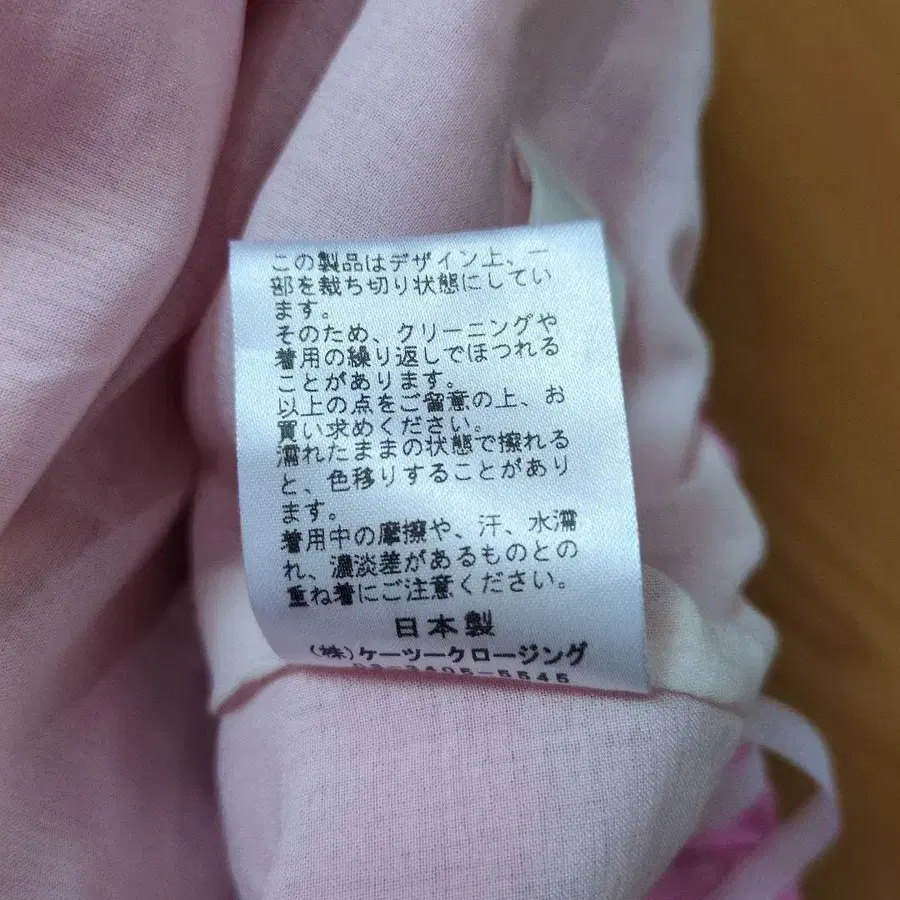 この製品はデザイン上、一
部を裁ち切り状態にしてい
ます。
そのため、クリーニングや
着用の繰り返しでほつれる
ことがあります。
以上の点をご留意の上、お
買い求めください。
濡れたままの状態で擦れる
と、色移りすることがあり
ます。
着用中の摩擦や、汗、水濡
れ、濃淡差があるものとの
重ね着にご注意ください。
日本製
(株)ケーツークロージング
03-3405-5545